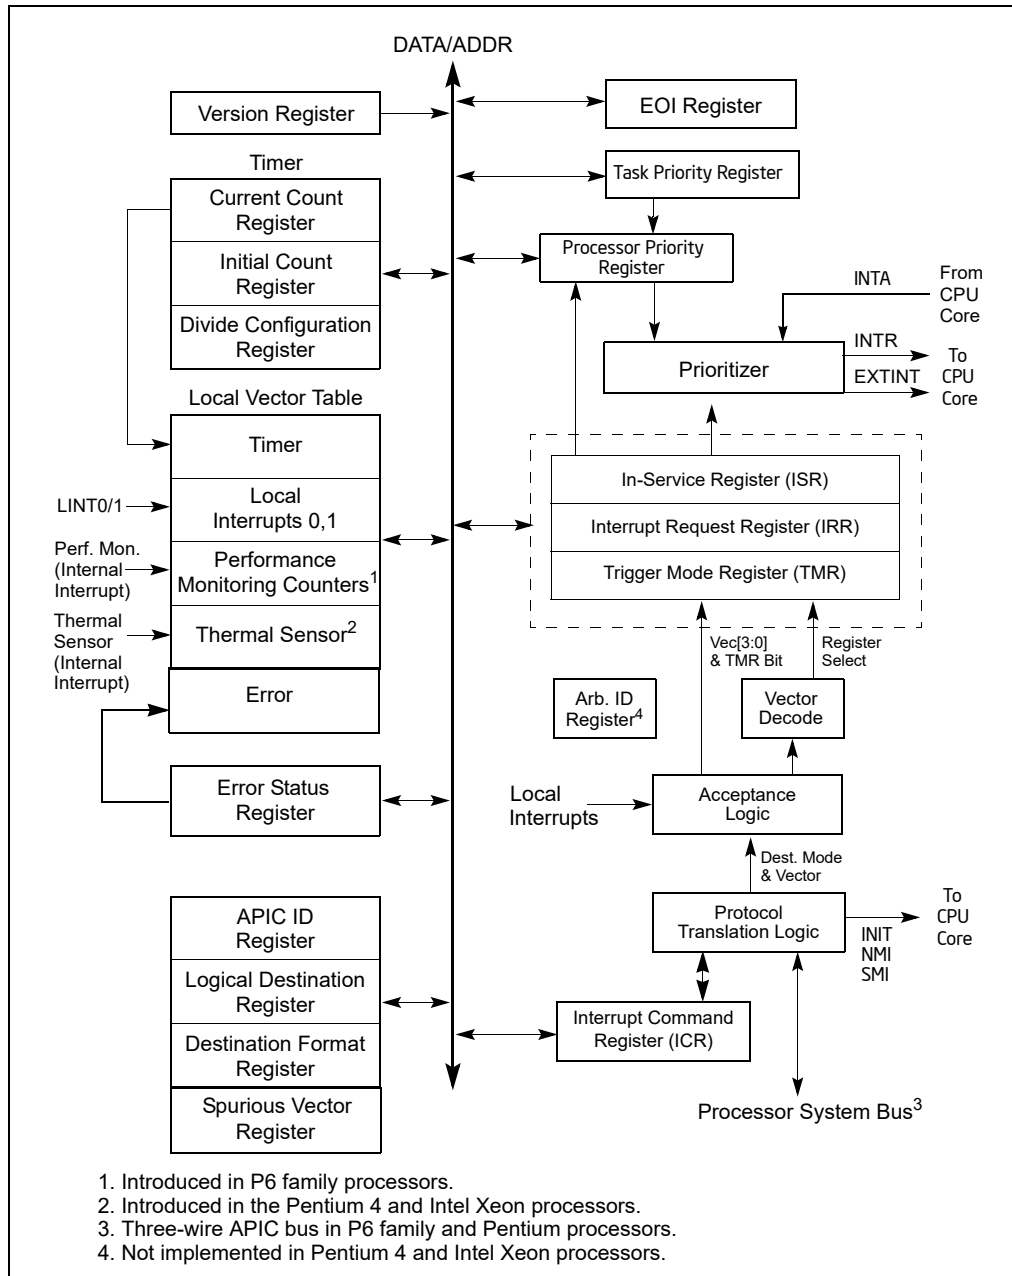 DATA/ADDR
Version Register
EOI Register
Timer
Task Priority Register
Current Count
Register
Initial Count
Register
Divide Configuration
Register
Processor Priority
Register
INTA
From
CPU
Core
Prioritizer
INTR
EXTINT
To
CPU
Core
Local Vector Table
Timer
Local
Interrupts 0,1
Performance
Monitoring Counters1
Thermal Sensor2
Error
LINT0/1
Perf. Mon.
(Internal
Interrupt)
Thermal
Sensor
(Internal
Interrupt)
In-Service Register (ISR)
Interrupt Request Register (IRR)
Trigger Mode Register (TMR)
Vec[3:0]
& TMR Bit
Register
Select
Arb. ID
Register4
Vector
Decode
Error Status
Register
Local
Interrupts
Acceptance
Logic
Dest. Mode
& Vector
Protocol
Translation Logic
INIT
NMI
SMI
To
CPU
Core
APIC ID
Register
Logical Destination
Register
Destination Format
Register
Spurious Vector
Register
Interrupt Command
Register (ICR)
Processor System Bus3
1. Introduced in P6 family processors.
2. Introduced in the Pentium 4 and Intel Xeon processors.
3. Three-wire APIC bus in P6 family and Pentium processors.
4. Not implemented in Pentium 4 and Intel Xeon processors.